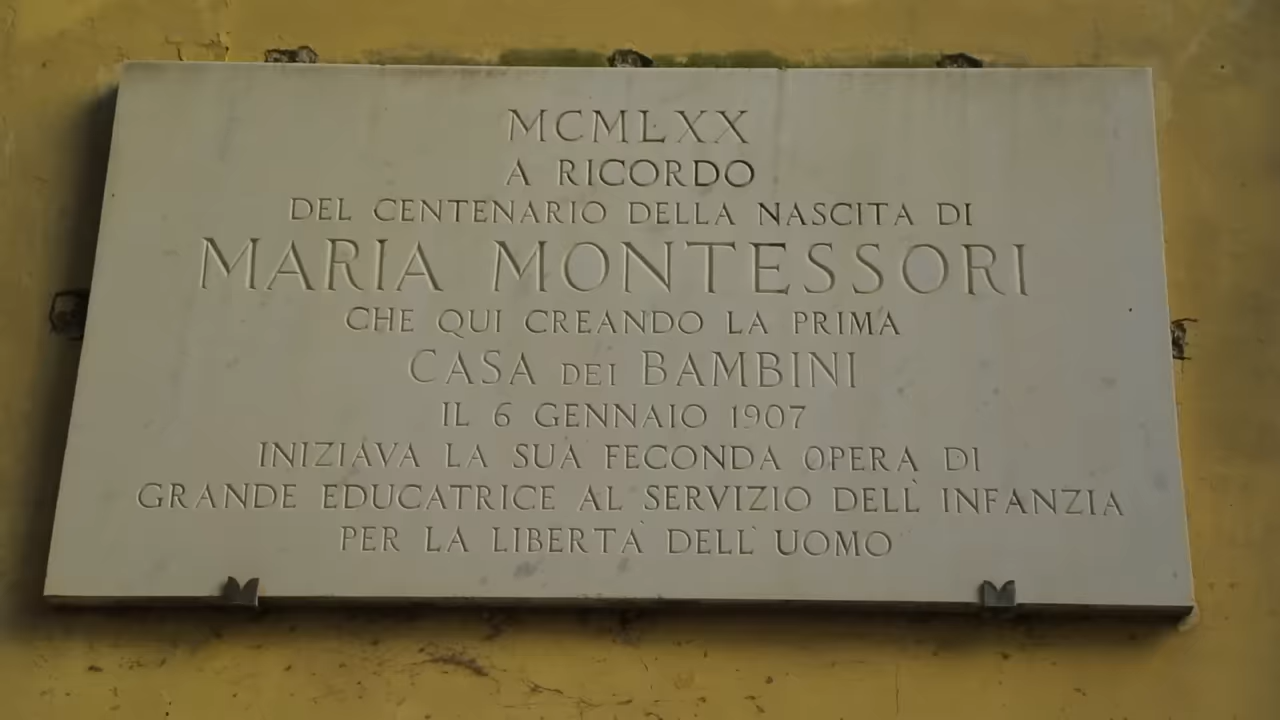 MCMLXX
A RICORDO
DEL CENTENARIO DELLA NASCITA DI
MARIA MONTESSORI
CHE QUI CREANDO LA PRIMA
CASA DEI BAMBINI
IL 6 GENNAIO 1907
INIZIAVA LA SUA FECONDA OPERA DI
GRANDE EDUCATRICE AL SERVIZIO DELL'INFANZIA
PER LA LIBERTA' DELL'UOMO